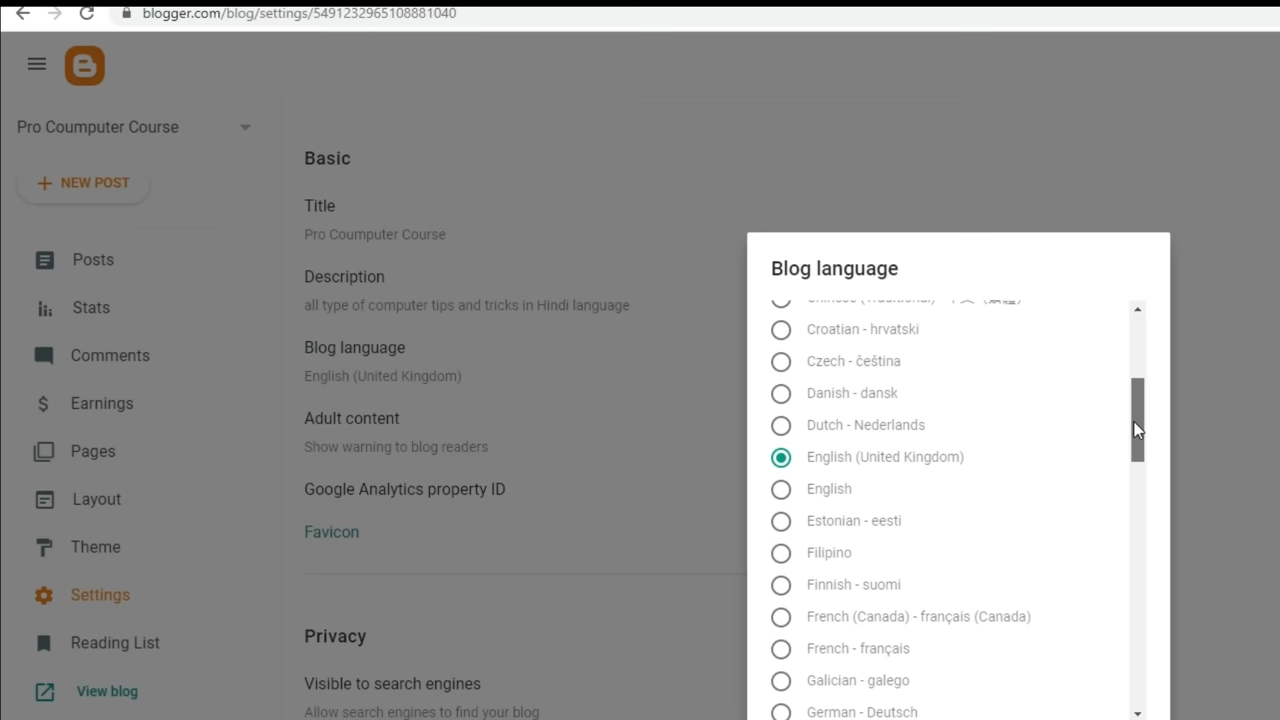 blogger.com/blog/settings/5491232965108881040
Pro Coumputer Course
NEW POST
Posts
Stats
Comments
Earnings
Pages
Layout
Theme
Settings
Reading List
View blog
Basic
Title
Pro Coumputer Course
Description
all type of computer tips and tricks in Hindi language
Blog language
English (United Kingdom)
Adult content
Show warning to blog readers
Google Analytics property ID
Favicon
Privacy
Visible to search engines
Allow search engines to find your blog
Blog language
Croatian - hrvatski
Czech - čeština
Danish - dansk
Dutch - Nederlands
English (United Kingdom)
English
Estonian - eesti
Filipino
Finnish - suomi
French (Canada) - français (Canada)
French - français
Galician - galego
German - Deutsch